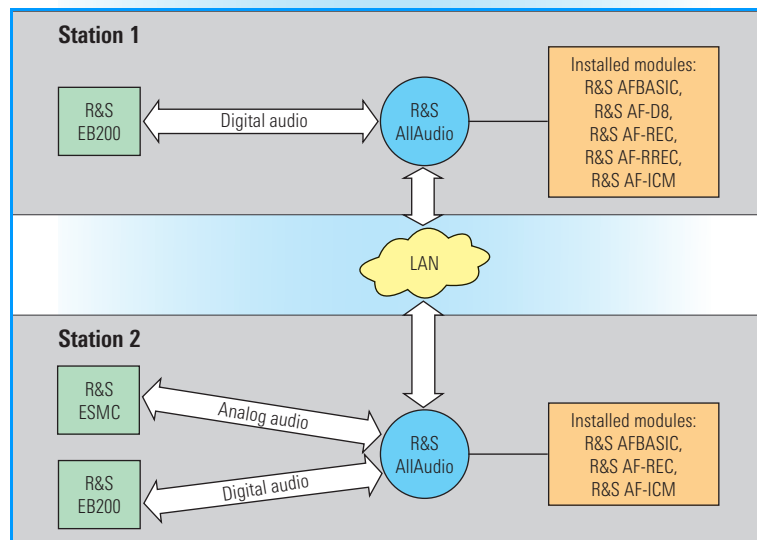 Station 1
R&S
EB200
Digital audio
R&S
AllAudio
Installed modules:
R&S AFBASIC,
R&S AF-D8,
R&S AF-REC,
R&S AF-RREC,
R&S AF-ICM
LAN
Station 2
R&S
ESMC
Analog audio
R&S
EB200
Digital audio
R&S
AllAudio
Installed modules:
R&S AFBASIC,
R&S AF-REC,
R&S AF-ICM